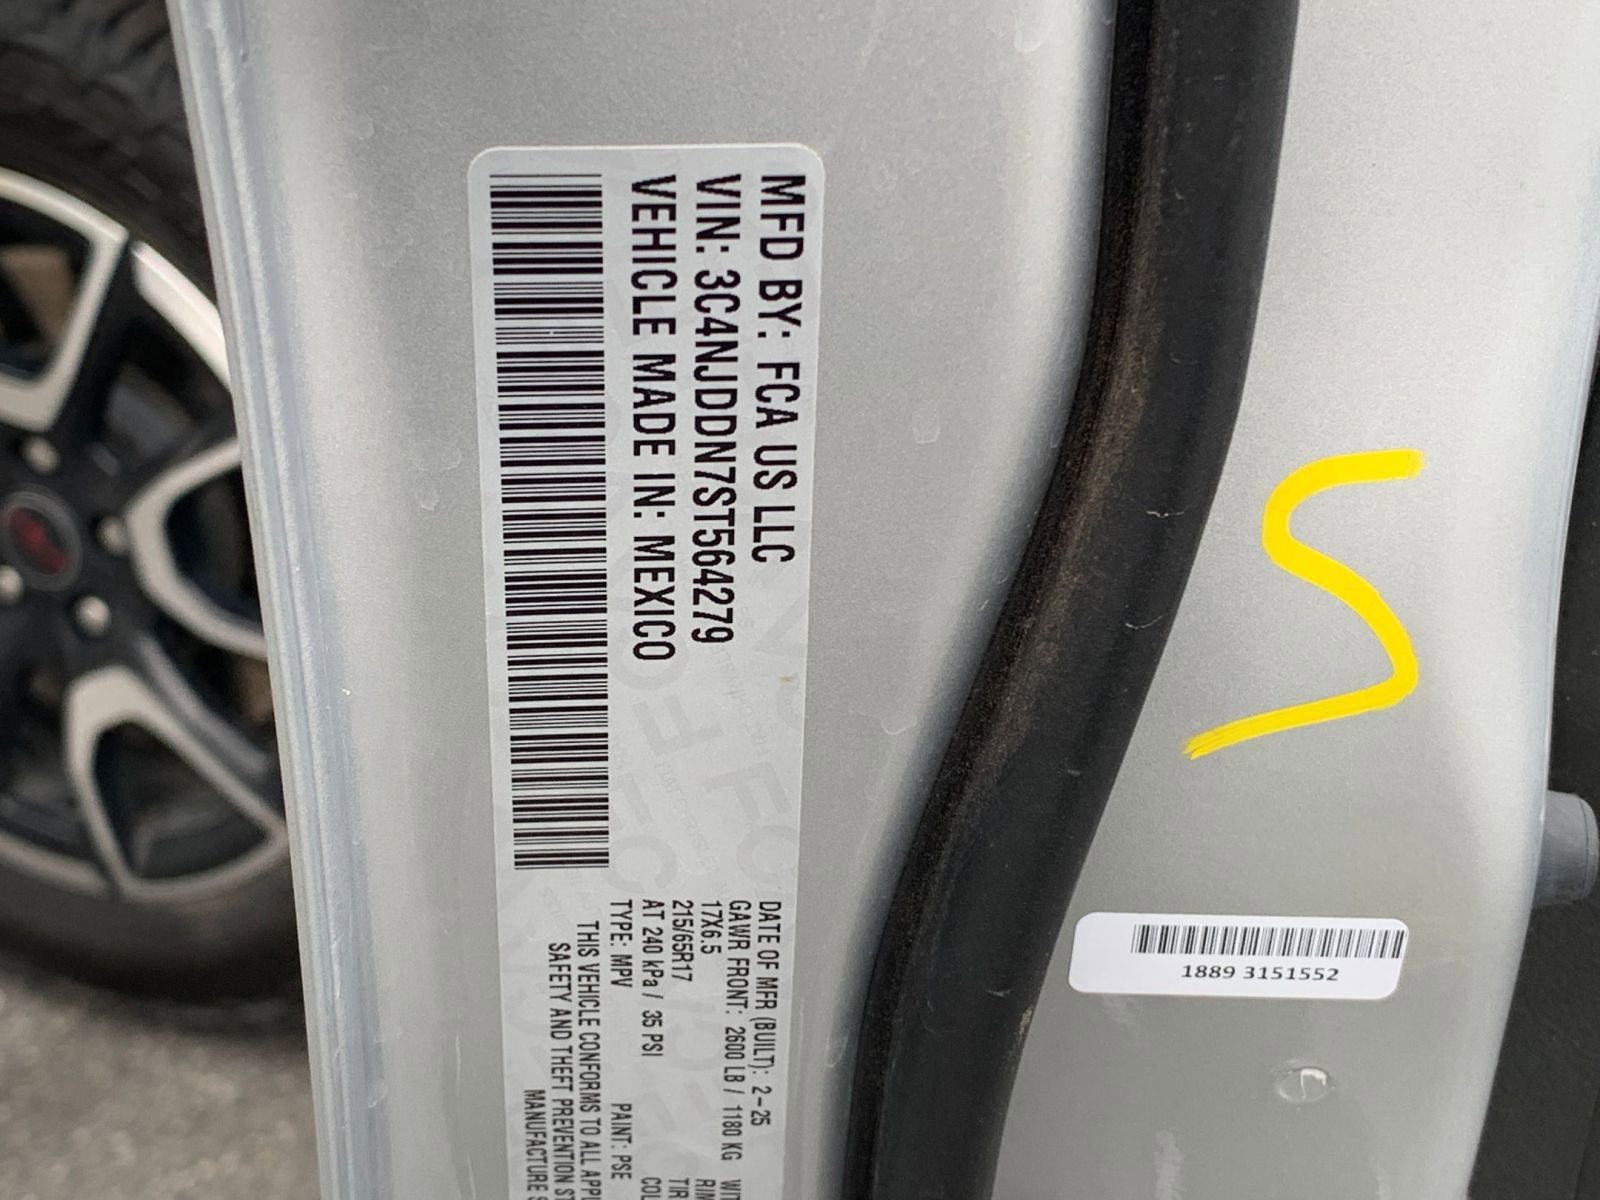 MFD BY: FCA US LLC
VIN: 3C4NJDDN7ST564279
VEHICLE MADE IN: MEXICO
DATE OF MFR (BUILT): 2-25
GAWR FRONT: 2600 LB / 1180 KG
17X6.5
215/65R17
AT 240 kPa / 35 PSI
TYPE: MPV PAINT: PSE
THIS VEHICLE CONFORMS TO ALL
SAFETY AND THEFT PREVENTION
MANUFACTURE
1889 3151552